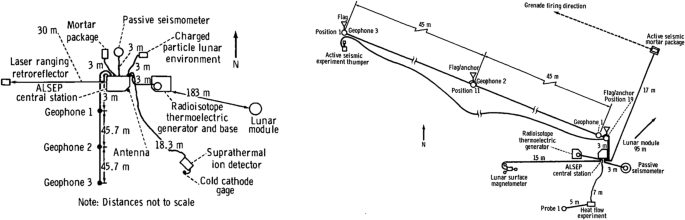 Mortar
package
Passive seismometer
Charged
particle lunar
environment
30 m
3 m
3 m
3 m
3 m
N
Laser ranging
retroreflector
ALSEP
central station
3 m
183 m
3 m
Radioisotope
thermoelectric
generator and base
Lunar
module
Geophone 1
45.7 m
Antenna
18.3 m
Geophone 2
45.7 m
Suprathermal
ion detector
Cold cathode
gage
Geophone 3
Note: Distances not to scale
Flag
Position 1
Geophone 3
45 m
Grenade firing direction
Active seismic
mortar package
Active seismic
experiment thumper
Flag/anchor
Geophone 2
Position 11
45 m
Flag/anchor
Position 19
17 m
Geophone 1
N
Radioisotope
thermoelectric
generator
3 m
Lunar module
95 m
15 m
ALSEP
central station
3 m
Passive
seismometer
Lunar surface
magnetometer
7 m
Probe 1
5 m
Heat flow
experiment